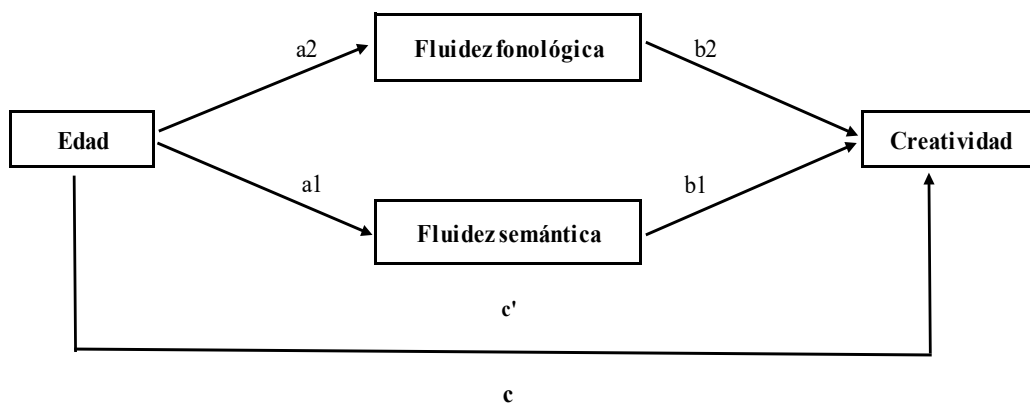 a2
Fluidez fonológica
b2
Edad
Creatividad
a1
Fluidez semántica
b1
c'
c